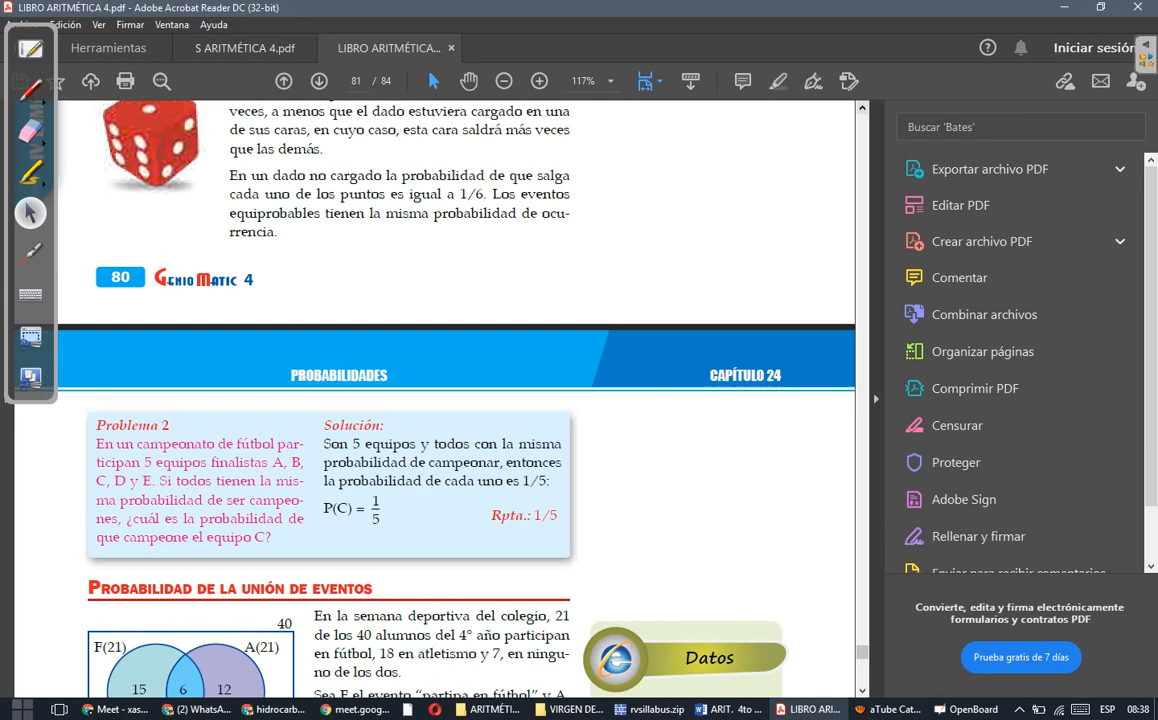 LIBRO ARITMÉTICA 4.pdf - Adobe Acrobat Reader DC (32-bit)
Edición Ver Firmar Ventana Ayuda
Herramientas
S ARITMÉTICA 4.pdf
LIBRO ARITMÉTICA... ×
Iniciar sesión
81 / 84
117%
veces, a menos que el dado estuviera cargado en una
de sus caras, en cuyo caso, esta cara saldrá más veces
que las demás.
En un dado no cargado la probabilidad de que salga
cada uno de los puntos es igual a 1/6. Los eventos
equiprobables tienen la misma probabilidad de ocu-
rrencia.
80 GENIO MATIC 4
PROBABILIDADES
CAPÍTULO 24
Problema 2
En un campeonato de fútbol par-
ticipan 5 equipos finalistas A, B,
C, D y E. Si todos tienen la mis-
ma probabilidad de ser campeo-
nes, ¿cuál es la probabilidad de
que campeone el equipo C?
Solución:
Son 5 equipos y todos con la misma
probabilidad de campeonar, entonces
la probabilidad de cada uno es 1/5:
P(C) = 1/5
Rpta.: 1/5
PROBABILIDAD DE LA UNIÓN DE EVENTOS
40
F(21) A(21)
15 6 12
En la semana deportiva del colegio, 21
de los 40 alumnos del 4° año participan
en fútbol, 18 en atletismo y 7, en ningu-
no de los dos.
Sea F el evento "partipa en fútbol" y A,
Datos
Buscar 'Bates'
Exportar archivo PDF
Editar PDF
Crear archivo PDF
Comentar
Combinar archivos
Organizar páginas
Comprimir PDF
Censurar
Proteger
Adobe Sign
Rellenar y firmar
Enviar para recibir comentarios
Convierte, edita y firma electrónicamente
formularios y contratos PDF
Prueba gratis de 7 días
Meet - xas...
(2) WhatsA...
hidrocarb...
meet.goog...
ARITMÉTI...
VIRGEN DE...
rvsillabus.zip
ARIT. 4to ...
LIBRO ARI...
aTube Cat...
OpenBoard
ESP
08:38